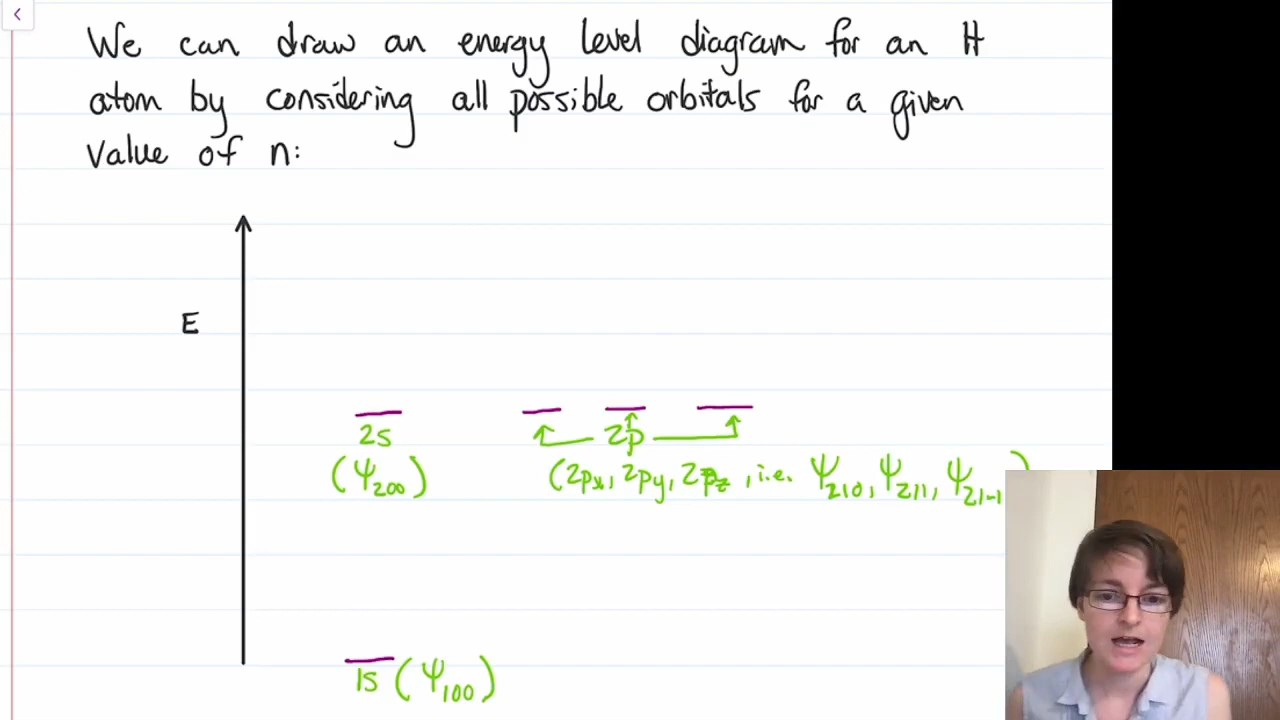 We can draw an energy level diagram for an H
atom by considering all possible orbitals for a given
value of n:
E
2s
2p
(Ψ200)
(2px, 2py, 2pz, i.e. Ψ210, Ψ211, Ψ21-1)
1s (Ψ100)